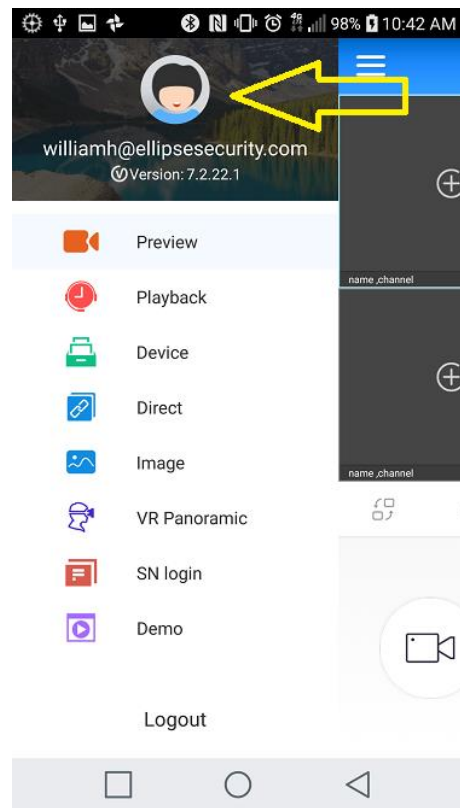 98% 10:42 AM
williamh@ellipsesecurity.com
Version: 7.2.22.1
Preview
Playback
Device
Direct
Image
VR Panoramic
SN login
Demo
Logout
name ,channel
name ,channel